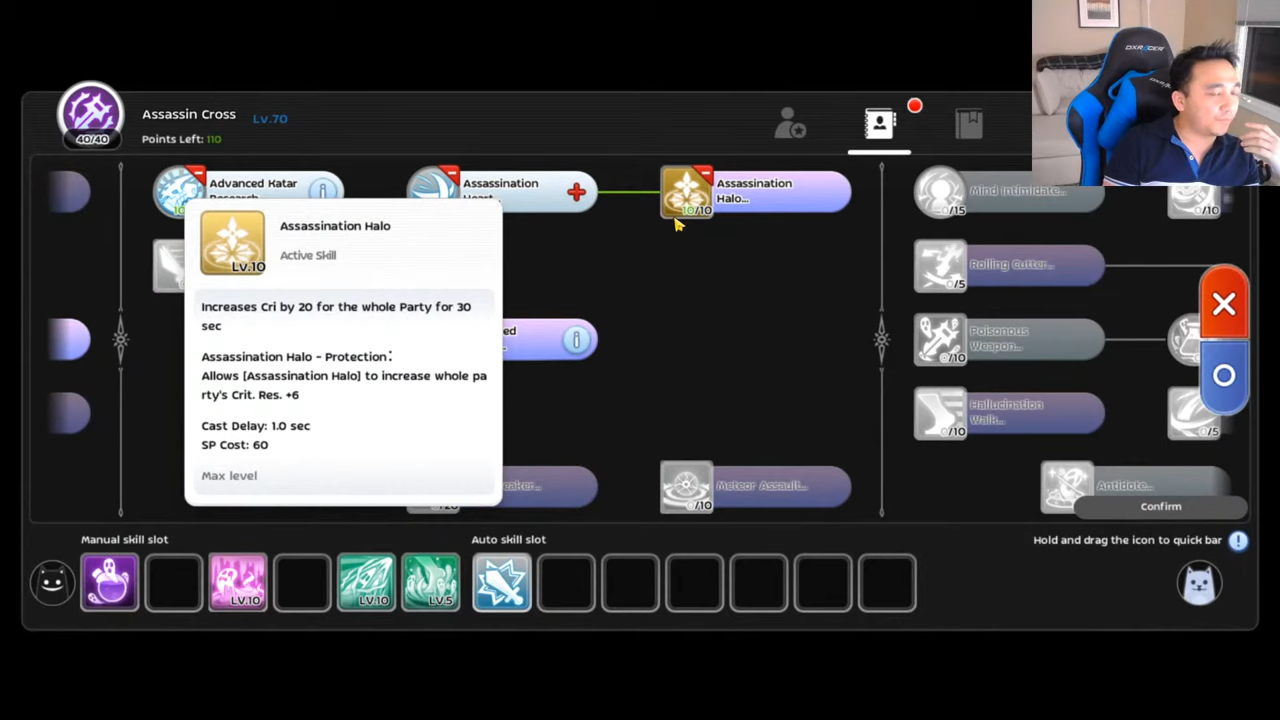 DXRACER
Assassin Cross Lv.70
40/40
Points Left: 110
Advanced Katar
Research
Assassination
Heart
Assassination
Halo...
10/10
Mind Intimidate...
0/15
0/10
Assassination Halo
Active Skill
Lv.10
Rolling Cutter...
0/5
Increases Cri by 20 for the whole Party for 30
sec
Assassination Halo - Protection:
Allows [Assassination Halo] to increase whole pa
rty's Crit. Res. +6
Cast Delay: 1.0 sec
SP Cost: 60
Max level
Poisonous
Weapon...
0/10
Hallucination
Walk...
0/10
0/5
Meteor Assault...
0/10
Antidote...
Confirm
Manual skill slot
Auto skill slot
Hold and drag the icon to quick bar
LV.10
LV.10
LV.5